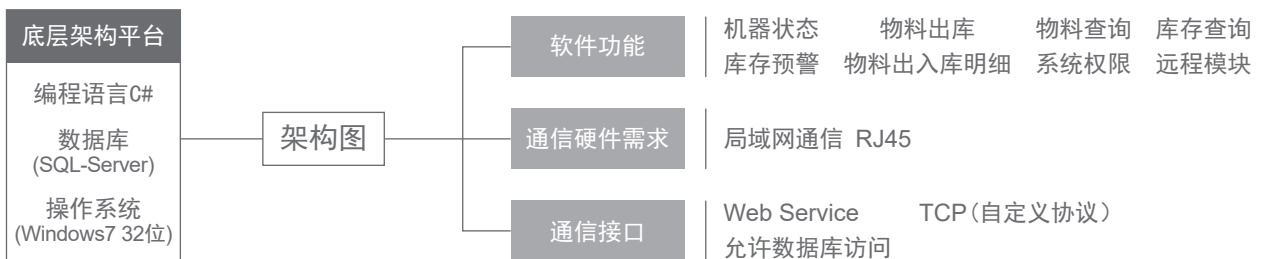 底层架构平台
编程语言C#
数据库
(SQL-Server)
操作系统
(Windows7 32位)
架构图
软件功能
机器状态 物料出库 物料查询 库存查询
库存预警 物料出入库明细 系统权限 远程模块
通信硬件需求
局域网通信 RJ45
通信接口
Web Service TCP(自定义协议)
允许数据库访问